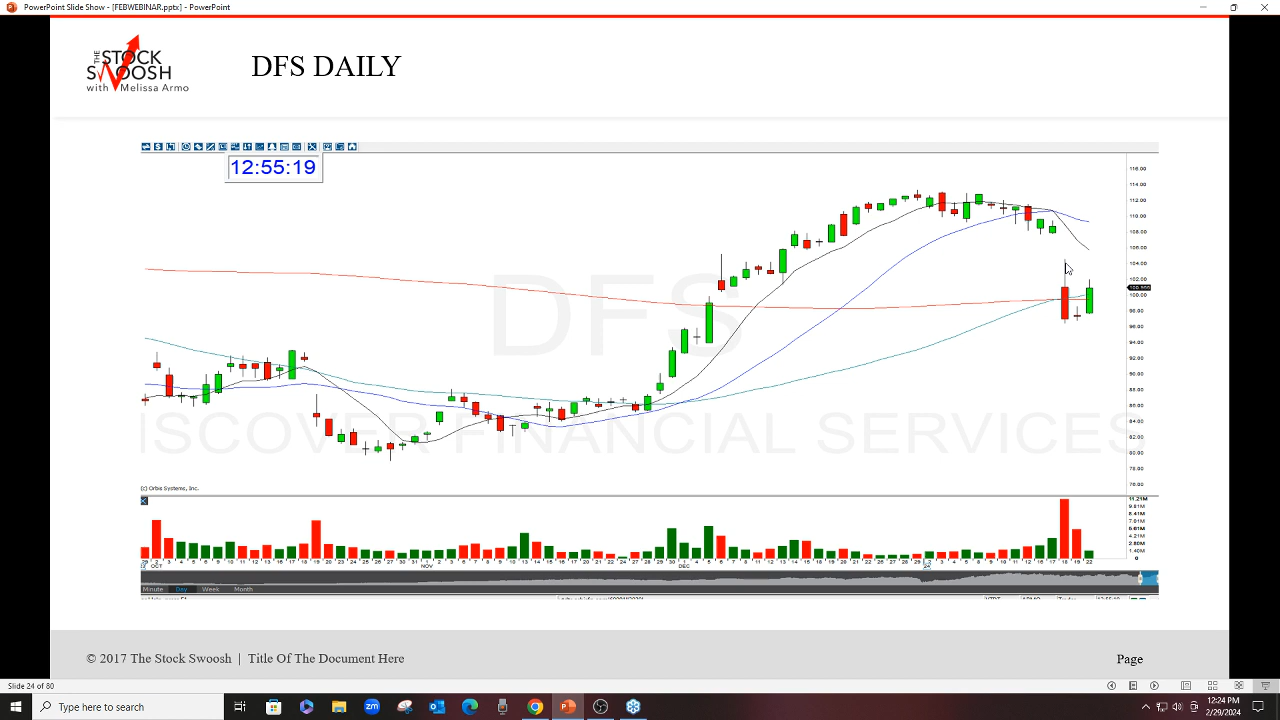 PowerPoint Slide Show - [FEBWEBINAR.pptx] - PowerPoint
THE
STOCK
SWOOSH
with Melissa Armo
DFS DAILY
12:55:19
DFS
DISCOVER FINANCIAL SERVICES
116.00
114.00
112.00
110.00
108.00
106.00
104.00
102.00
100.00
98.00
96.00
94.00
92.00
90.00
88.00
86.00
84.00
82.00
80.00
78.00
76.00
(c) Orbis Systems, Inc.
11.21M
9.81M
8.41M
7.01M
5.61M
4.21M
2.80M
1.40M
0
OCT
NOV
DEC
24
Minute
Day
Week
Month
© 2017 The Stock Swoosh | Title Of The Document Here
Page
Slide 24 of 80
Type here to search
12:24 PM
2/29/2024